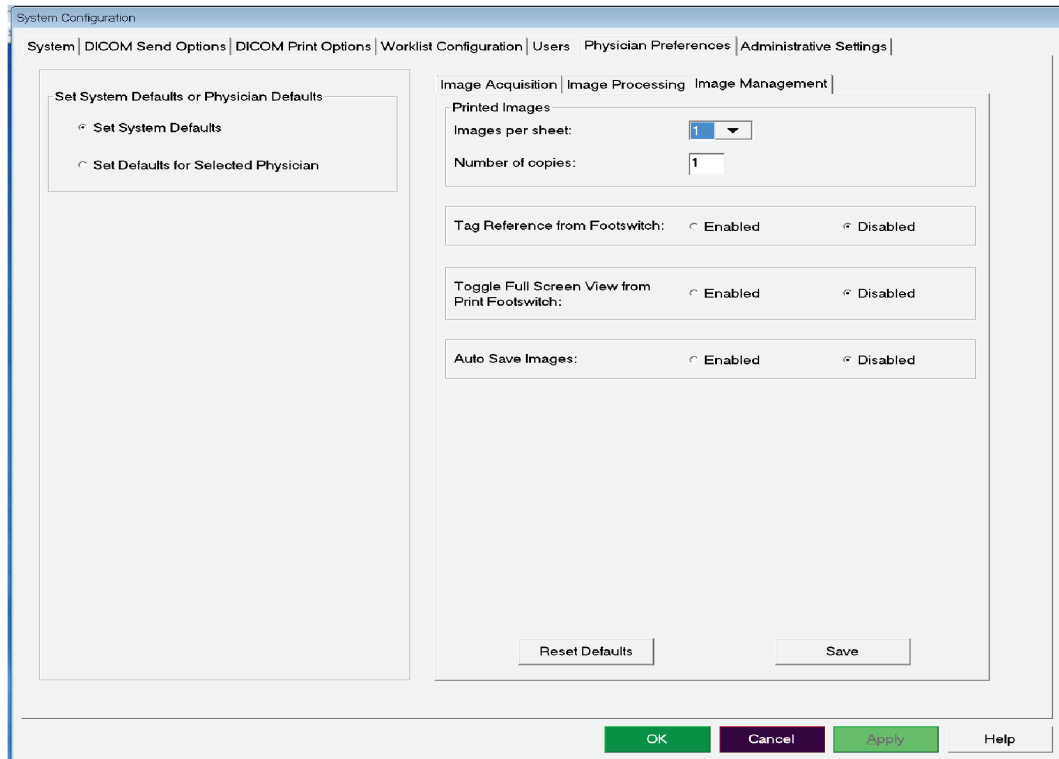 System Configuration
System DICOM Send Options DICOM Print Options Worklist Configuration Users Physician Preferences Administrative Settings
Set System Defaults or Physician Defaults
Set System Defaults
Set Defaults for Selected Physician
Image Acquisition Image Processing Image Management
Printed Images
Images per sheet: 1
Number of copies: 1
Tag Reference from Footswitch: Enabled Disabled
Toggle Full Screen View from
Print Footswitch: Enabled Disabled
Auto Save Images: Enabled Disabled
Reset Defaults Save
OK Cancel Apply Help